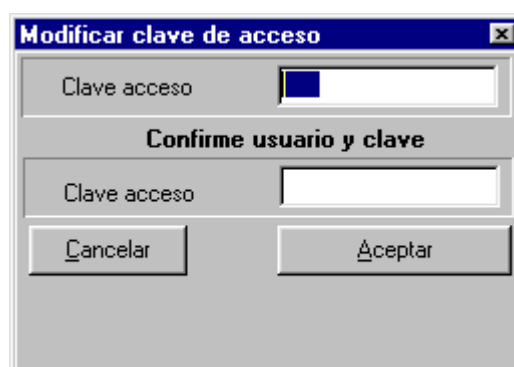 Modificar clave de acceso
Clave acceso
Confirme usuario y clave
Clave acceso
Cancelar Aceptar